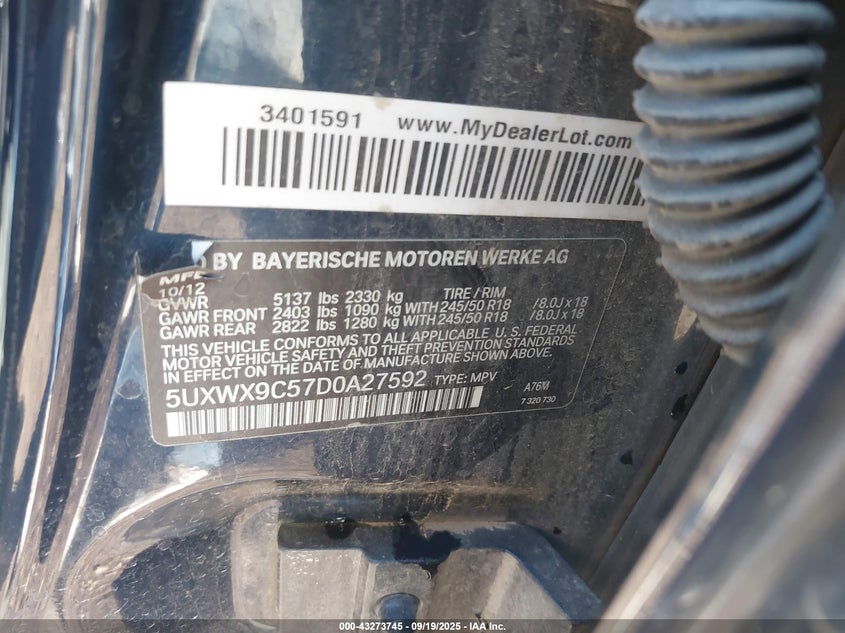 3401591 www.MyDealerLot.com
D BY BAYERISCHE MOTOREN WERKE AG
MFD
10/12
GVWR 5137 lbs 2330 kg TIRE / RIM
GAWR FRONT 2403 lbs 1090 kg WITH 245/50 R18 /8.0J x 18
GAWR REAR 2822 lbs 1280 kg WITH 245/50 R18 /8.0J x 18
THIS VEHICLE CONFORMS TO ALL APPLICABLE U. S. FEDERAL
MOTOR VEHICLE SAFETY AND THEFT PREVENTION STANDARDS
IN EFFECT ON THE DATE OF MANUFACTURE SHOWN ABOVE.
5UXWX9C57D0A27592 TYPE: MPV A76M
7 320 730
000-43273745 - 09/19/2025 - IAA Inc.